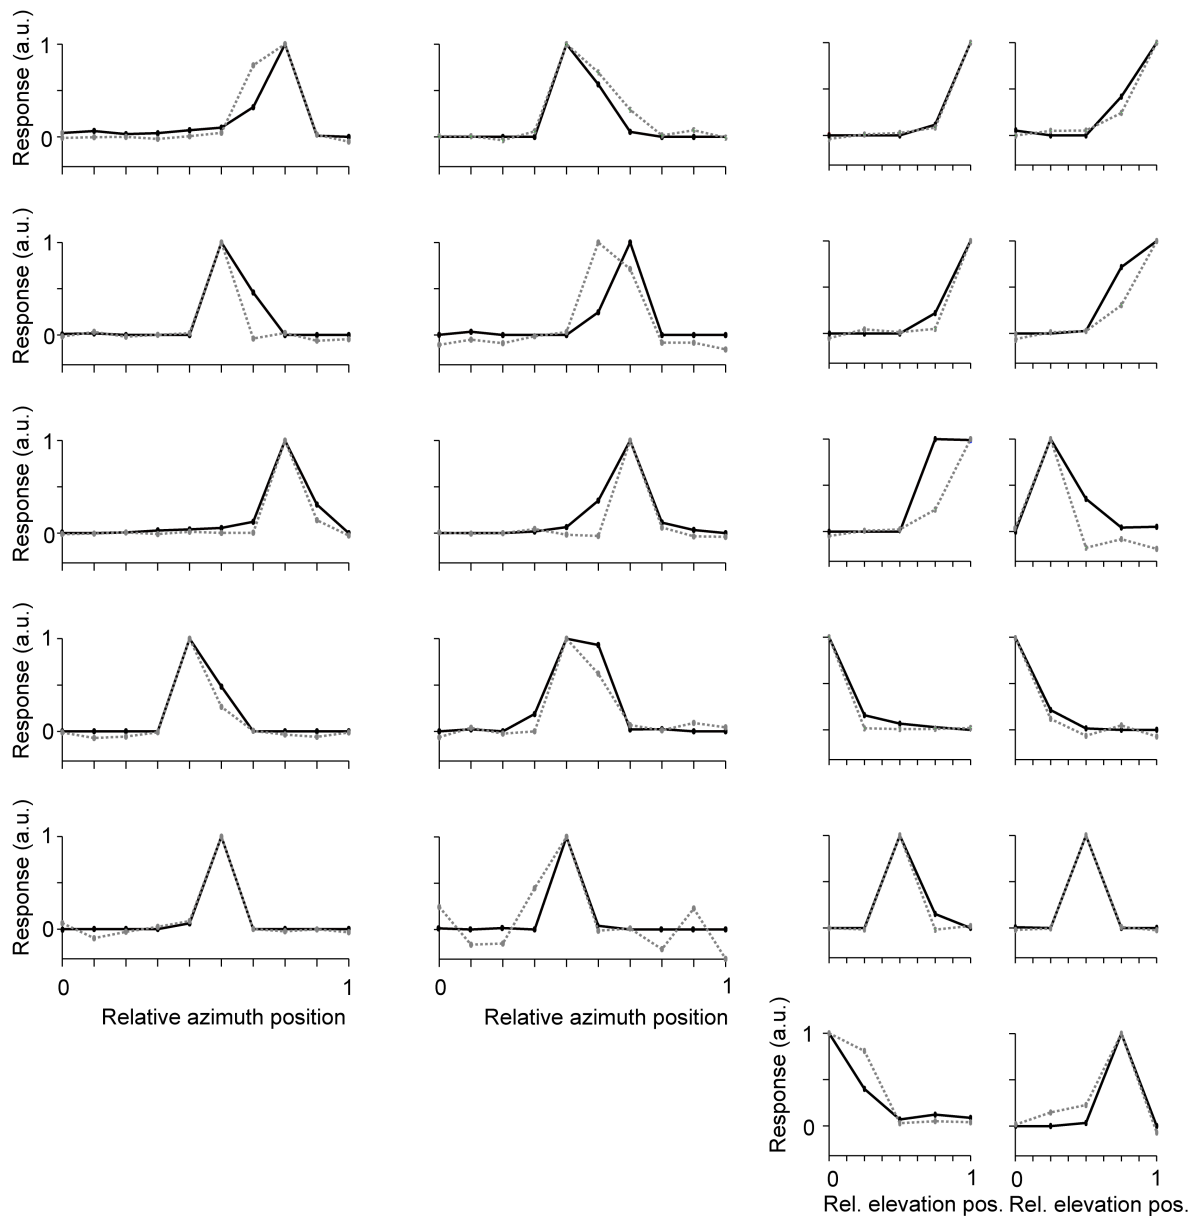 Response (a.u.)
1
0
Response (a.u.)
1
0
Response (a.u.)
1
0
Response (a.u.)
1
0
Response (a.u.)
1
0
0 1 0 1
Relative azimuth position Relative azimuth position
Response (a.u.)
1
0
0 1 0 1
Rel. elevation pos. Rel. elevation pos.